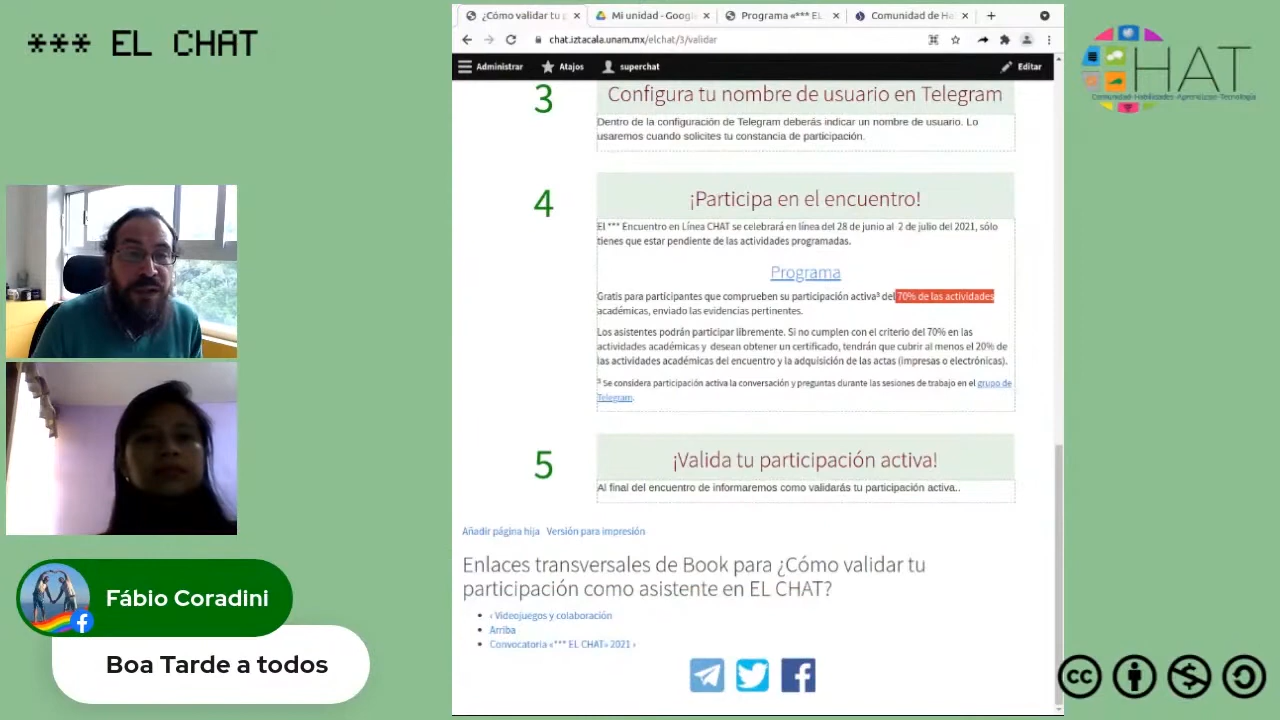 *** EL CHAT
¿Cómo validar tu p
Mi unidad - Google
Programa «*** EL
Comunidad de Ha
chat.iztacala.unam.mx/elchat/3/validar
Administrar
Atajos
superchat
Editar
HAT
Comunidad·Habilidades·Aprendizaje·Tecnología
3
Configura tu nombre de usuario en Telegram
Dentro de la configuración de Telegram deberás indicar un nombre de usuario. Lo
usaremos cuando solicites tu constancia de participación.
4
¡Participa en el encuentro!
El *** Encuentro en Línea CHAT se celebrará en línea del 28 de junio al 2 de julio del 2021, sólo
tienes que estar pendiente de las actividades programadas.
Programa
Gratis para participantes que comprueben su participación activa³ del 70% de las actividades
académicas, enviado las evidencias pertinentes.
Los asistentes podrán participar libremente. Si no cumplen con el criterio del 70% en las
actividades académicas y desean obtener un certificado, tendrán que cubrir al menos el 20% de
las actividades académicas del encuentro y la adquisición de las actas (impresas o electrónicas).
³ Se considera participación activa la conversación y preguntas durante las sesiones de trabajo en el grupo de
Telegram.
5
¡Valida tu participación activa!
Al final del encuentro de informaremos como validarás tu participación activa..
Añadir página hija
Versión para impresión
Enlaces transversales de Book para ¿Cómo validar tu
participación como asistente en EL CHAT?
‹ Videojuegos y colaboración
Arriba
Convocatoria «*** EL CHAT» 2021 ›
Fábio Coradini
Boa Tarde a todos
cc